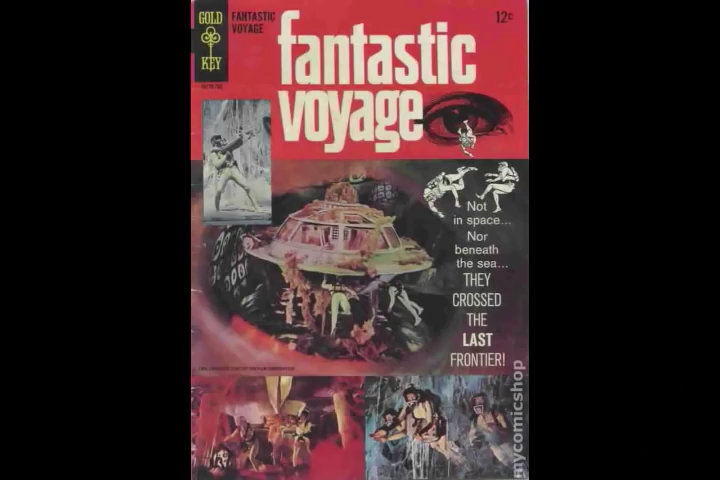 GOLD
KEY
FANTASTIC
VOYAGE
12¢
fantastic
voyage
Not
in space...
Nor
beneath
the sea...
THEY
CROSSED
THE
LAST
FRONTIER!
mycomicshop